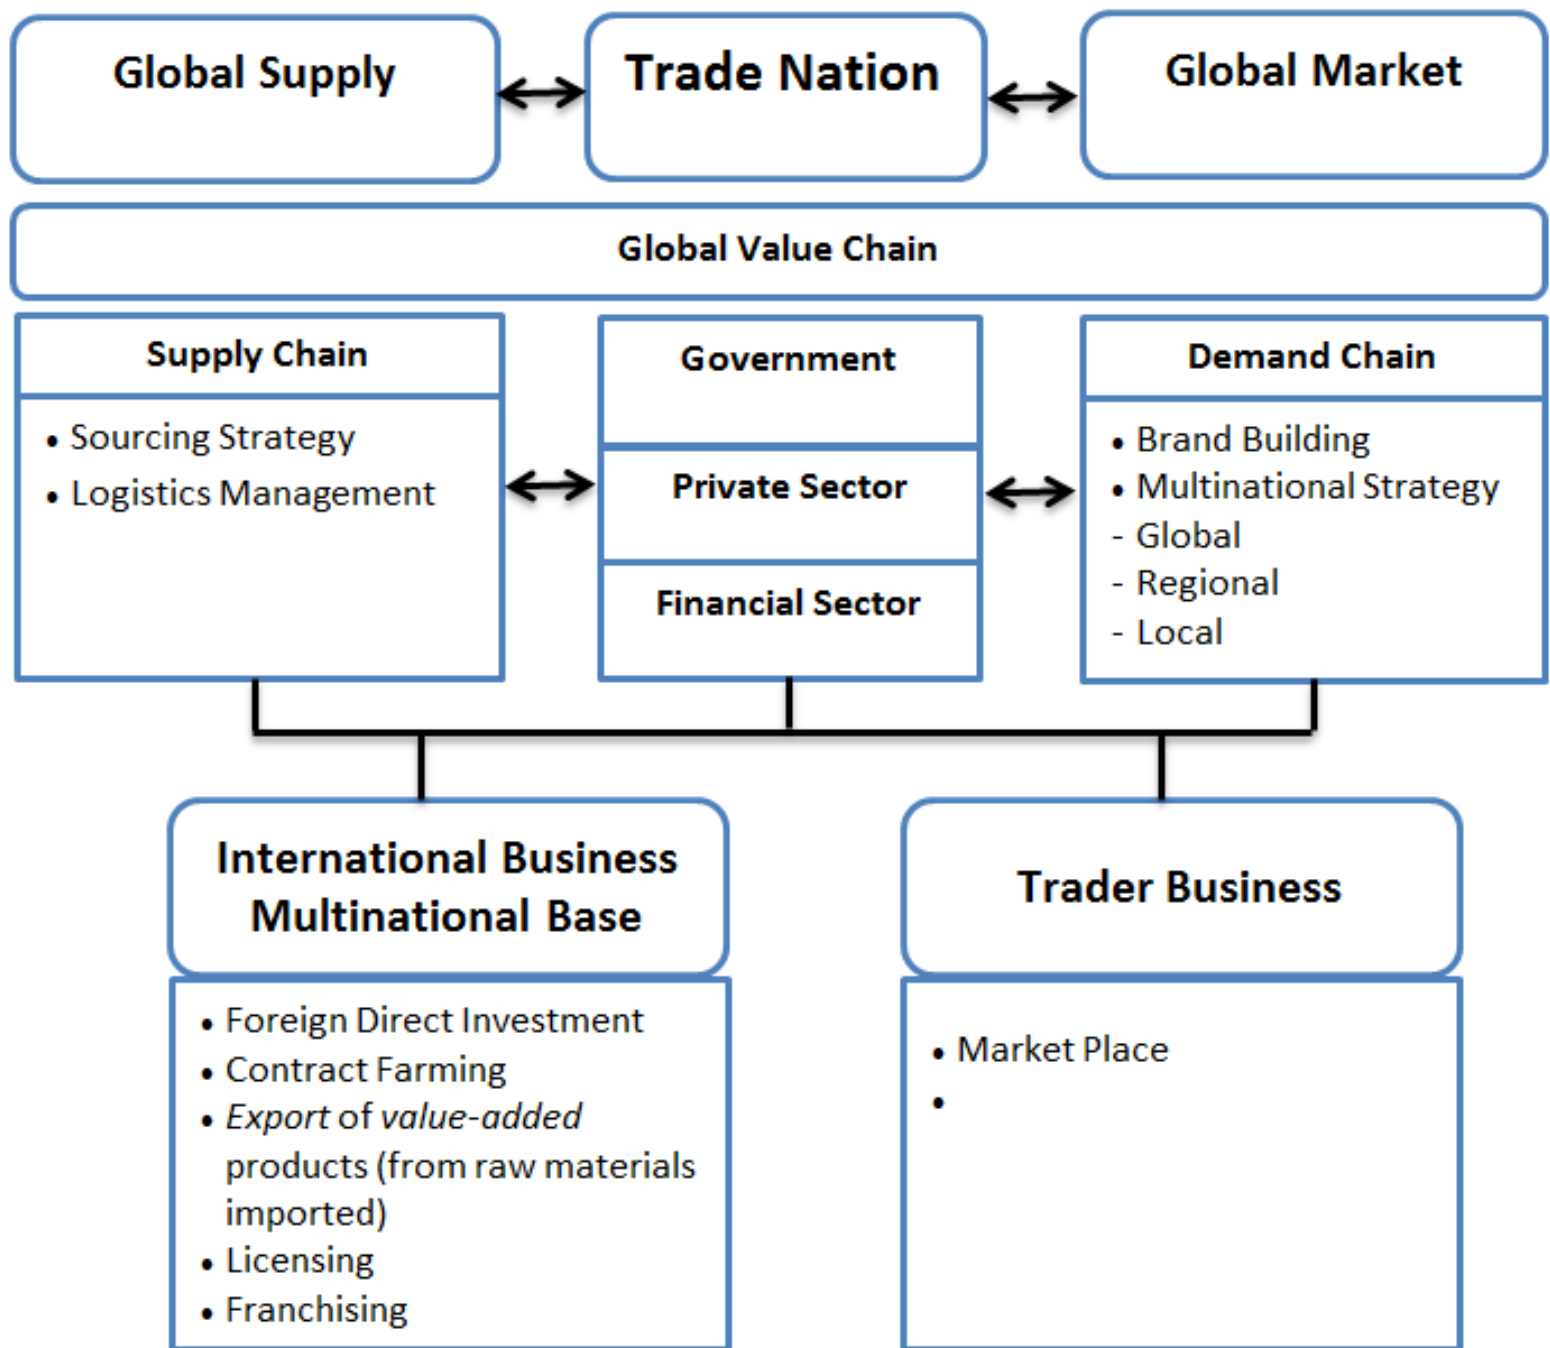 Global Supply
Trade Nation
Global Market
Global Value Chain
Supply Chain
• Sourcing Strategy
• Logistics Management
Government
Private Sector
Financial Sector
Demand Chain
• Brand Building
• Multinational Strategy
- Global
- Regional
- Local
International Business
Multinational Base
• Foreign Direct Investment
• Contract Farming
• Export of value-added
products (from raw materials
imported)
• Licensing
• Franchising
Trader Business
• Market Place
•